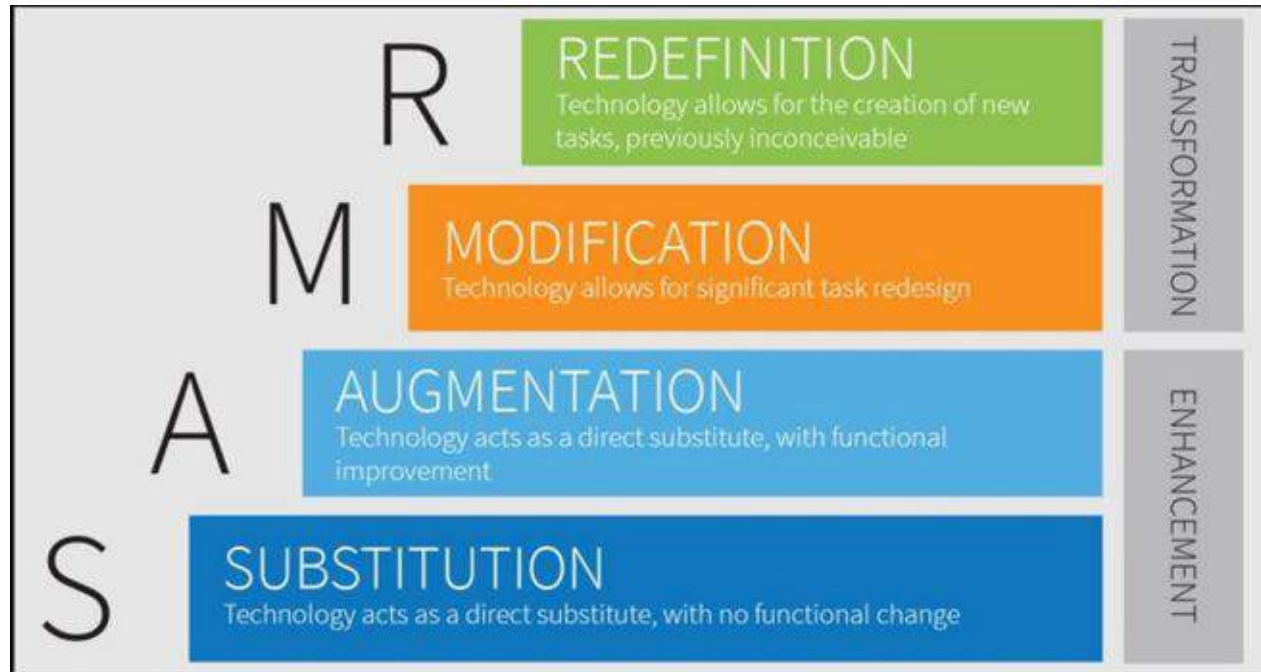 R
REDEFINITION
Technology allows for the creation of new
tasks, previously inconceivable
TRANSFORMATION
M
MODIFICATION
Technology allows for significant task redesign
A
AUGMENTATION
Technology acts as a direct substitute, with functional
improvement
ENHANCEMENT
S
SUBSTITUTION
Technology acts as a direct substitute, with no functional change